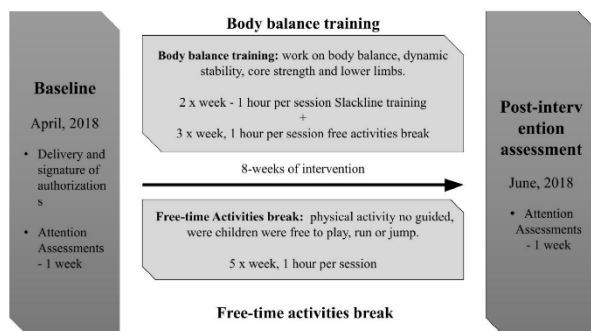 Body balance training
Baseline
April, 2018
• Delivery and
signature of
authorization
s
• Attention
Assessments
- 1 week
Body balance training: work on body balance, dynamic
stability, core strength and lower limbs.
2 x week - 1 hour per session Slackline training
+
3 x week, 1 hour per session free activities break
8-weeks of intervention
Free-time Activities break: physical activity no guided,
were children were free to play, run or jump.
5 x week, 1 hour per session
Free-time activities break
Post-interv
ention
assessment
June, 2018
• Attention
Assessments -
1 week